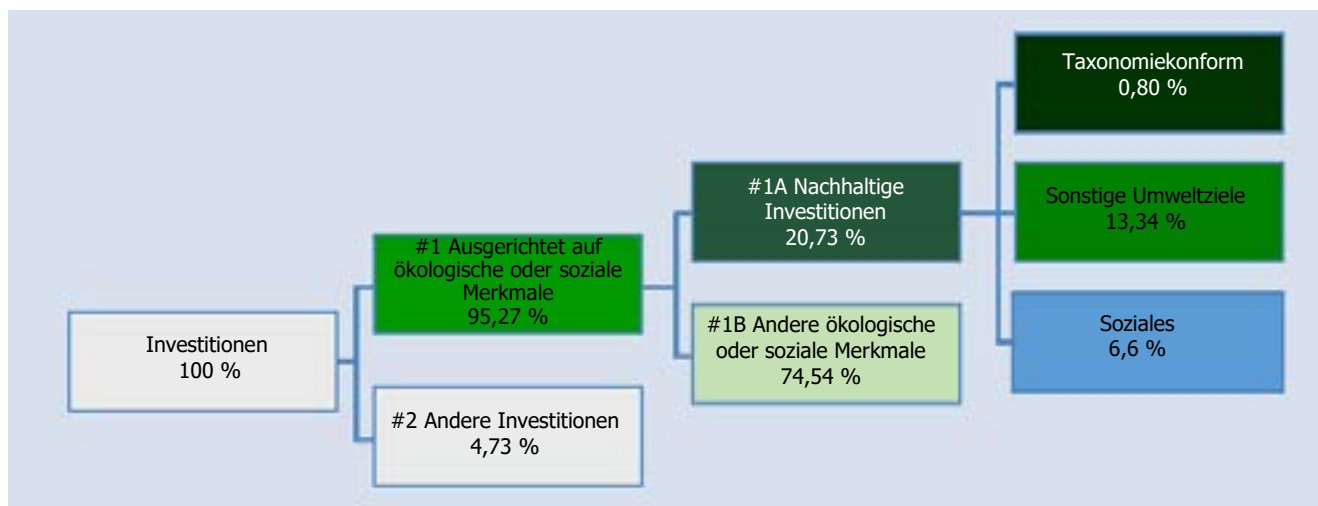 Investitionen
100 %
#1 Ausgerichtet auf
ökologische oder soziale
Merkmale
95,27 %
#2 Andere Investitionen
4,73 %
#1A Nachhaltige
Investitionen
20,73 %
#1B Andere ökologische
oder soziale Merkmale
74,54 %
Taxonomiekonform
0,80 %
Sonstige Umweltziele
13,34 %
Soziales
6,6 %